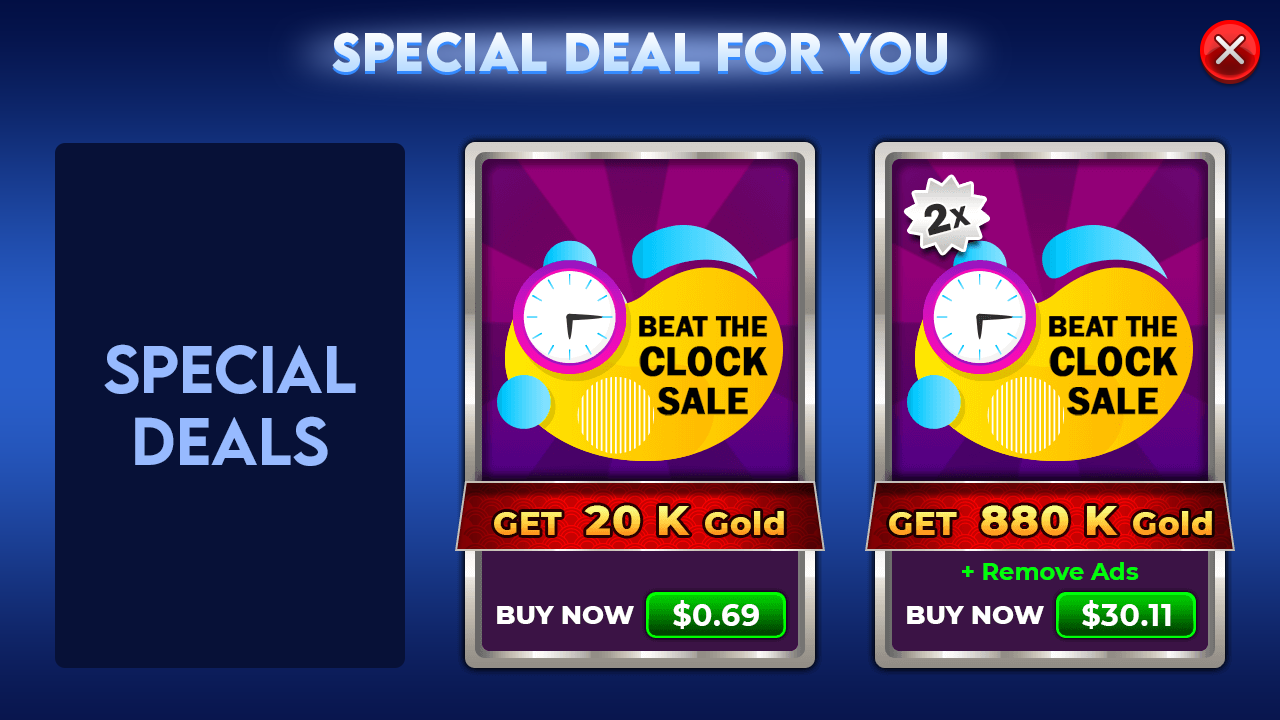 SPECIAL DEAL FOR YOU
SPECIAL
DEALS
BEAT THE
CLOCK
SALE
GET 20 K Gold
BUY NOW $0.69
2x
BEAT THE
CLOCK
SALE
GET 880 K Gold
+ Remove Ads
BUY NOW $30.11